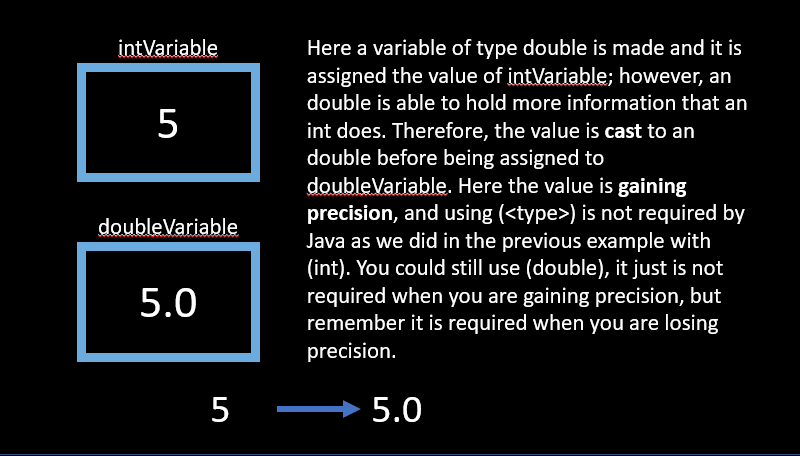 intVariable
5
doubleVariable
5.0
Here a variable of type double is made and it is
assigned the value of intVariable; however, an
double is able to hold more information that an
int does. Therefore, the value is cast to an
double before being assigned to
doubleVariable. Here the value is gaining
precision, and using (<type>) is not required by
Java as we did in the previous example with
(int). You could still use (double), it just is not
required when you are gaining precision, but
remember it is required when you are losing
precision.
5 5.0